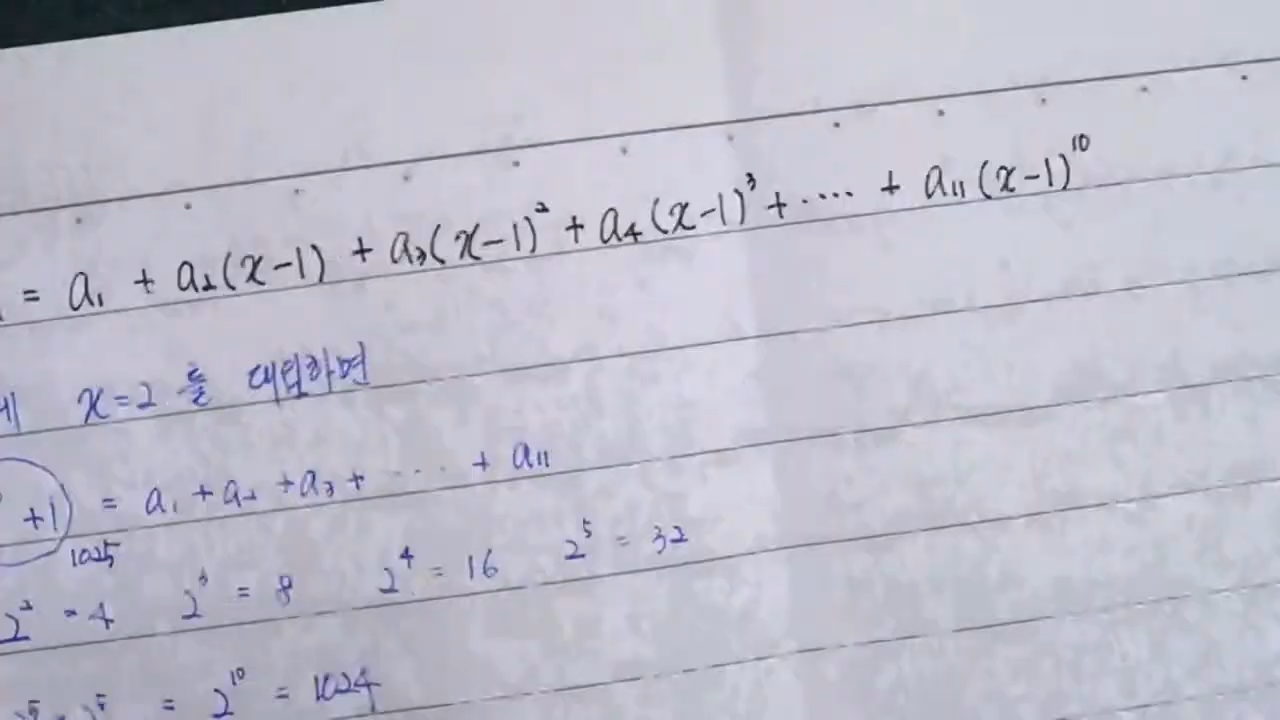 = a₁ + a₂(x-1) + a₃(x-1)² + a₄(x-1)³ + ..... + a₁₁(x-1)¹⁰
에 x=2 를 대입하면
+1) = a₁ + a₂ + a₃ + .... + a₁₁
1025
2² = 4 2³ = 8 2⁴ = 16 2⁵ = 32
= 2¹⁰ = 1024